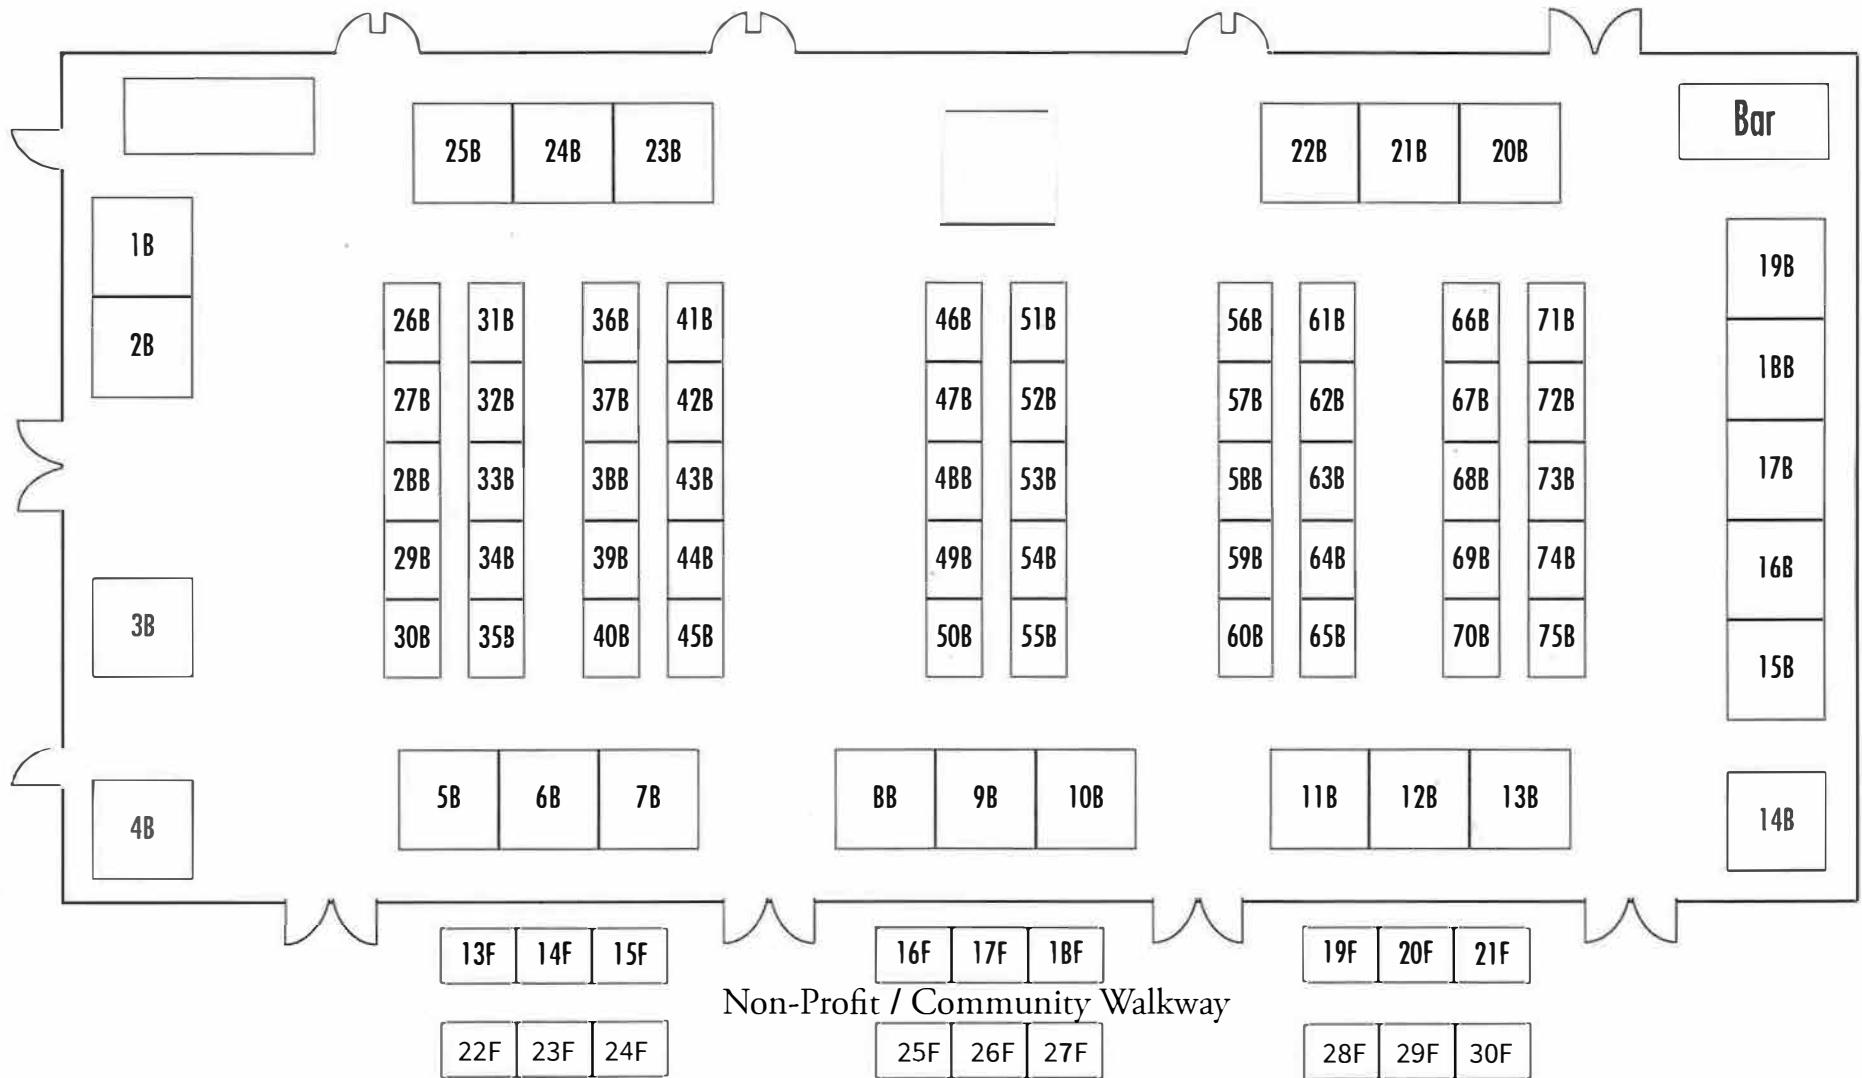 Bar
25B 24B 23B
22B 21B 20B
1B
2B
19B
1BB
17B
16B
15B
26B 31B 36B 41B 46B 51B 56B 61B 66B 71B
27B 32B 37B 42B 47B 52B 57B 62B 67B 72B
2BB 33B 3BB 43B 4BB 53B 5BB 63B 68B 73B
29B 34B 39B 44B 49B 54B 59B 64B 69B 74B
30B 35B 40B 45B 50B 55B 60B 65B 70B 75B
3B
4B
5B 6B 7B
BB 9B 10B
11B 12B 13B
14B
13F 14F 15F
16F 17F 1BF
19F 20F 21F
Non-Profit / Community Walkway
22F 23F 24F
25F 26F 27F
28F 29F 30F